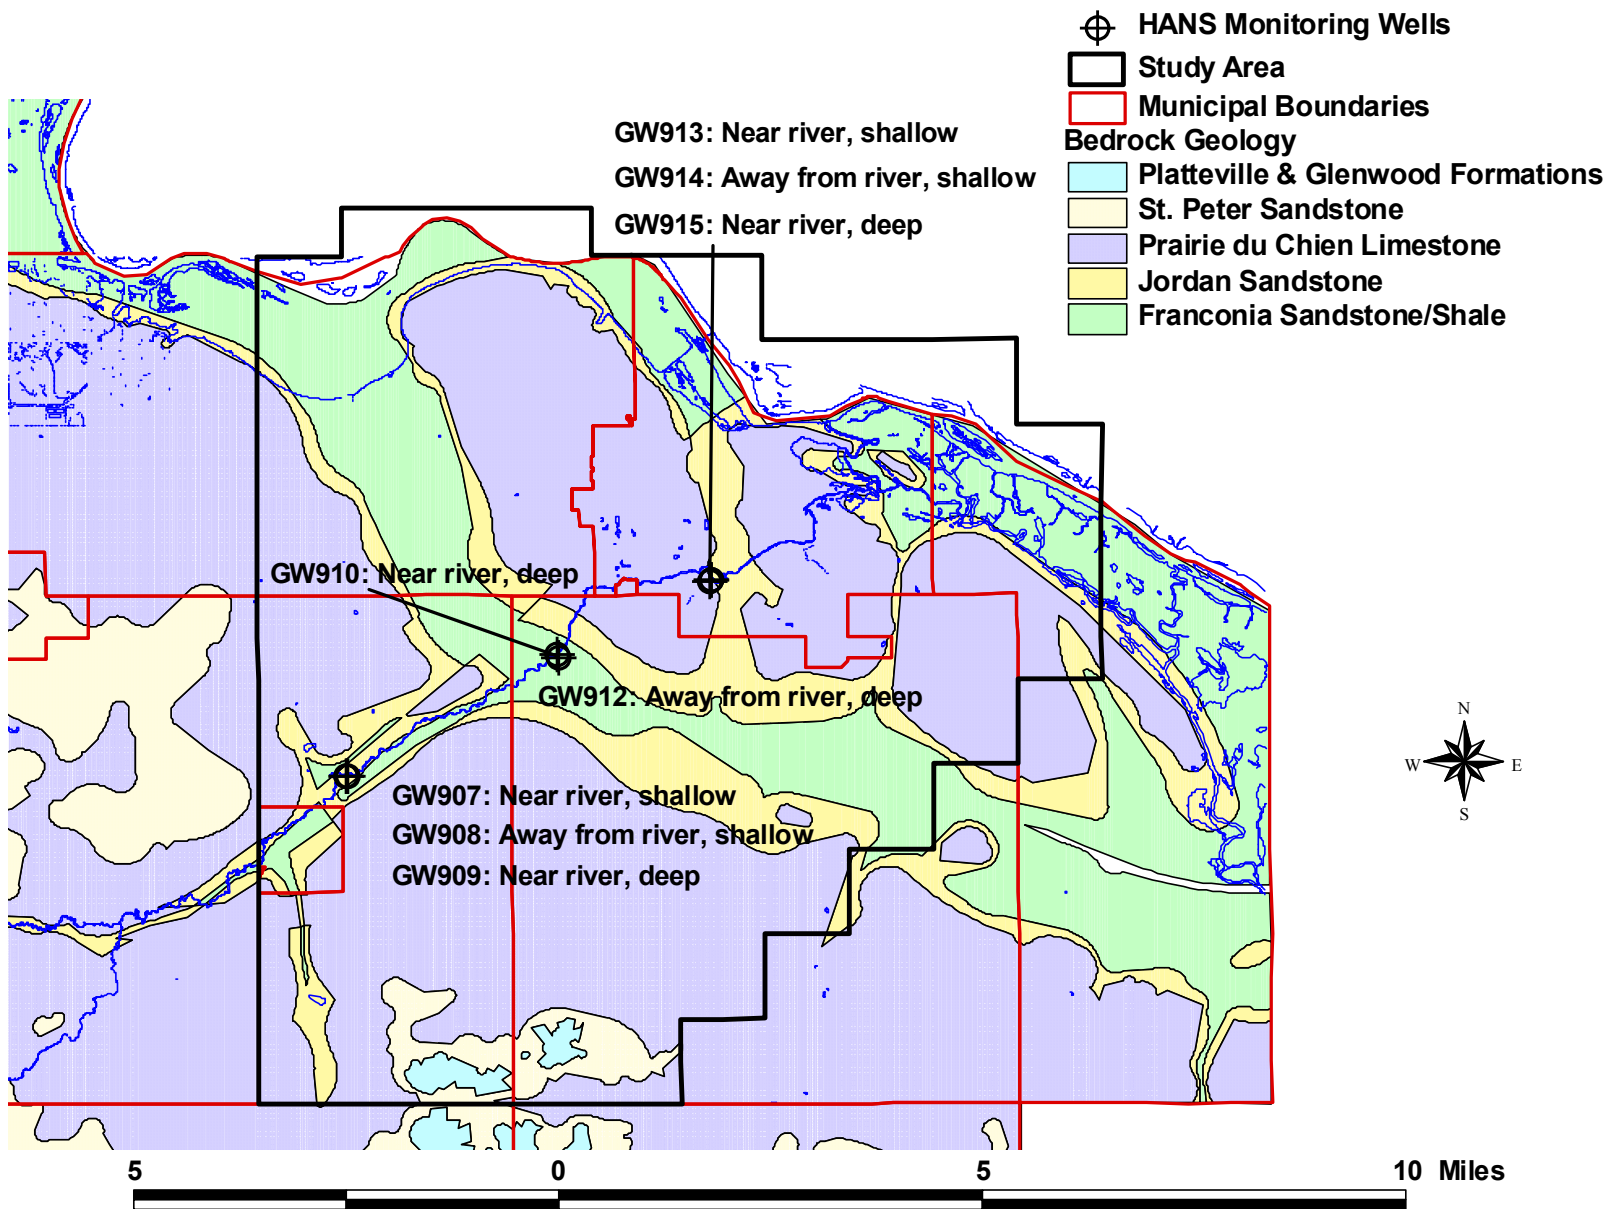 HANS Monitoring Wells
Study Area
Municipal Boundaries
Bedrock Geology
Platteville & Glenwood Formations
St. Peter Sandstone
Prairie du Chien Limestone
Jordan Sandstone
Franconia Sandstone/Shale
GW913: Near river, shallow
GW914: Away from river, shallow
GW915: Near river, deep
GW910: Near river, deep
GW912: Away from river, deep
GW907: Near river, shallow
GW908: Away from river, shallow
GW909: Near river, deep
N
W E
S
5 0 5 10 Miles